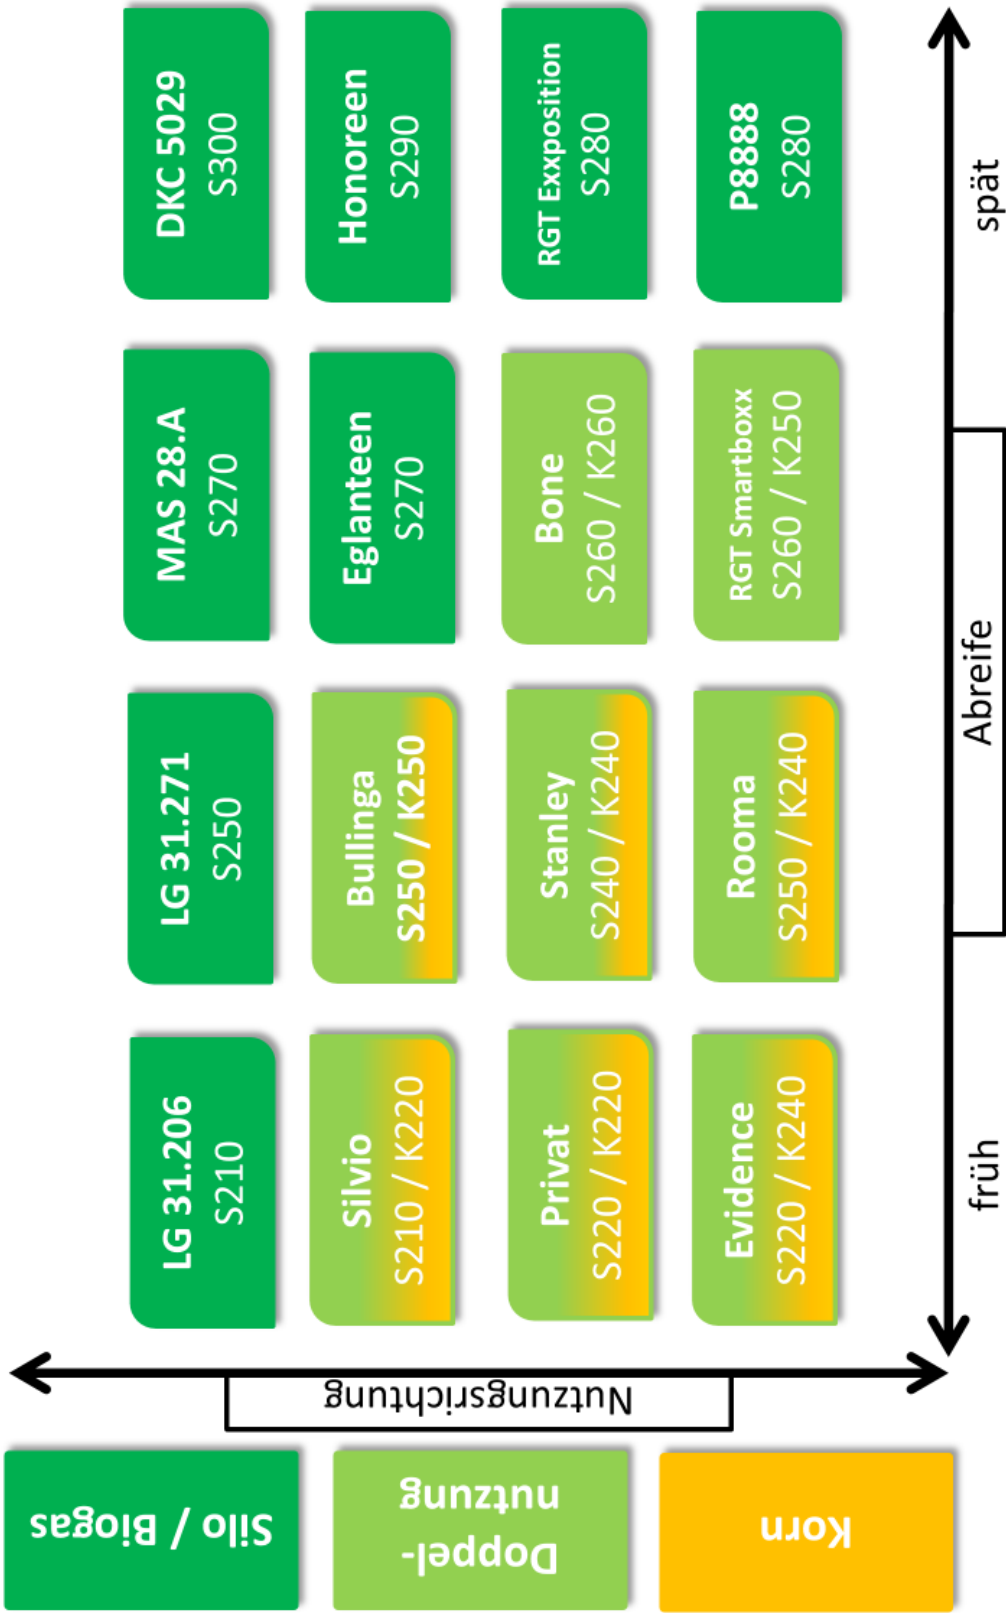 Silo / Biogas
Doppel-
nutzung
Korn
Nutzungsrichtung
LG 31.206
S210
LG 31.271
S250
MAS 28.A
S270
DKC 5029
S300
Silvio
S210 / K220
Bullinga
S250 / K250
Eglanteen
S270
Honoreen
S290
Privat
S220 / K220
Stanley
S240 / K240
Bone
S260 / K260
RGT Exxposition
S280
Evidence
S220 / K240
Rooma
S250 / K240
RGT Smartboxx
S260 / K250
P8888
S280
früh
Abreife
spät